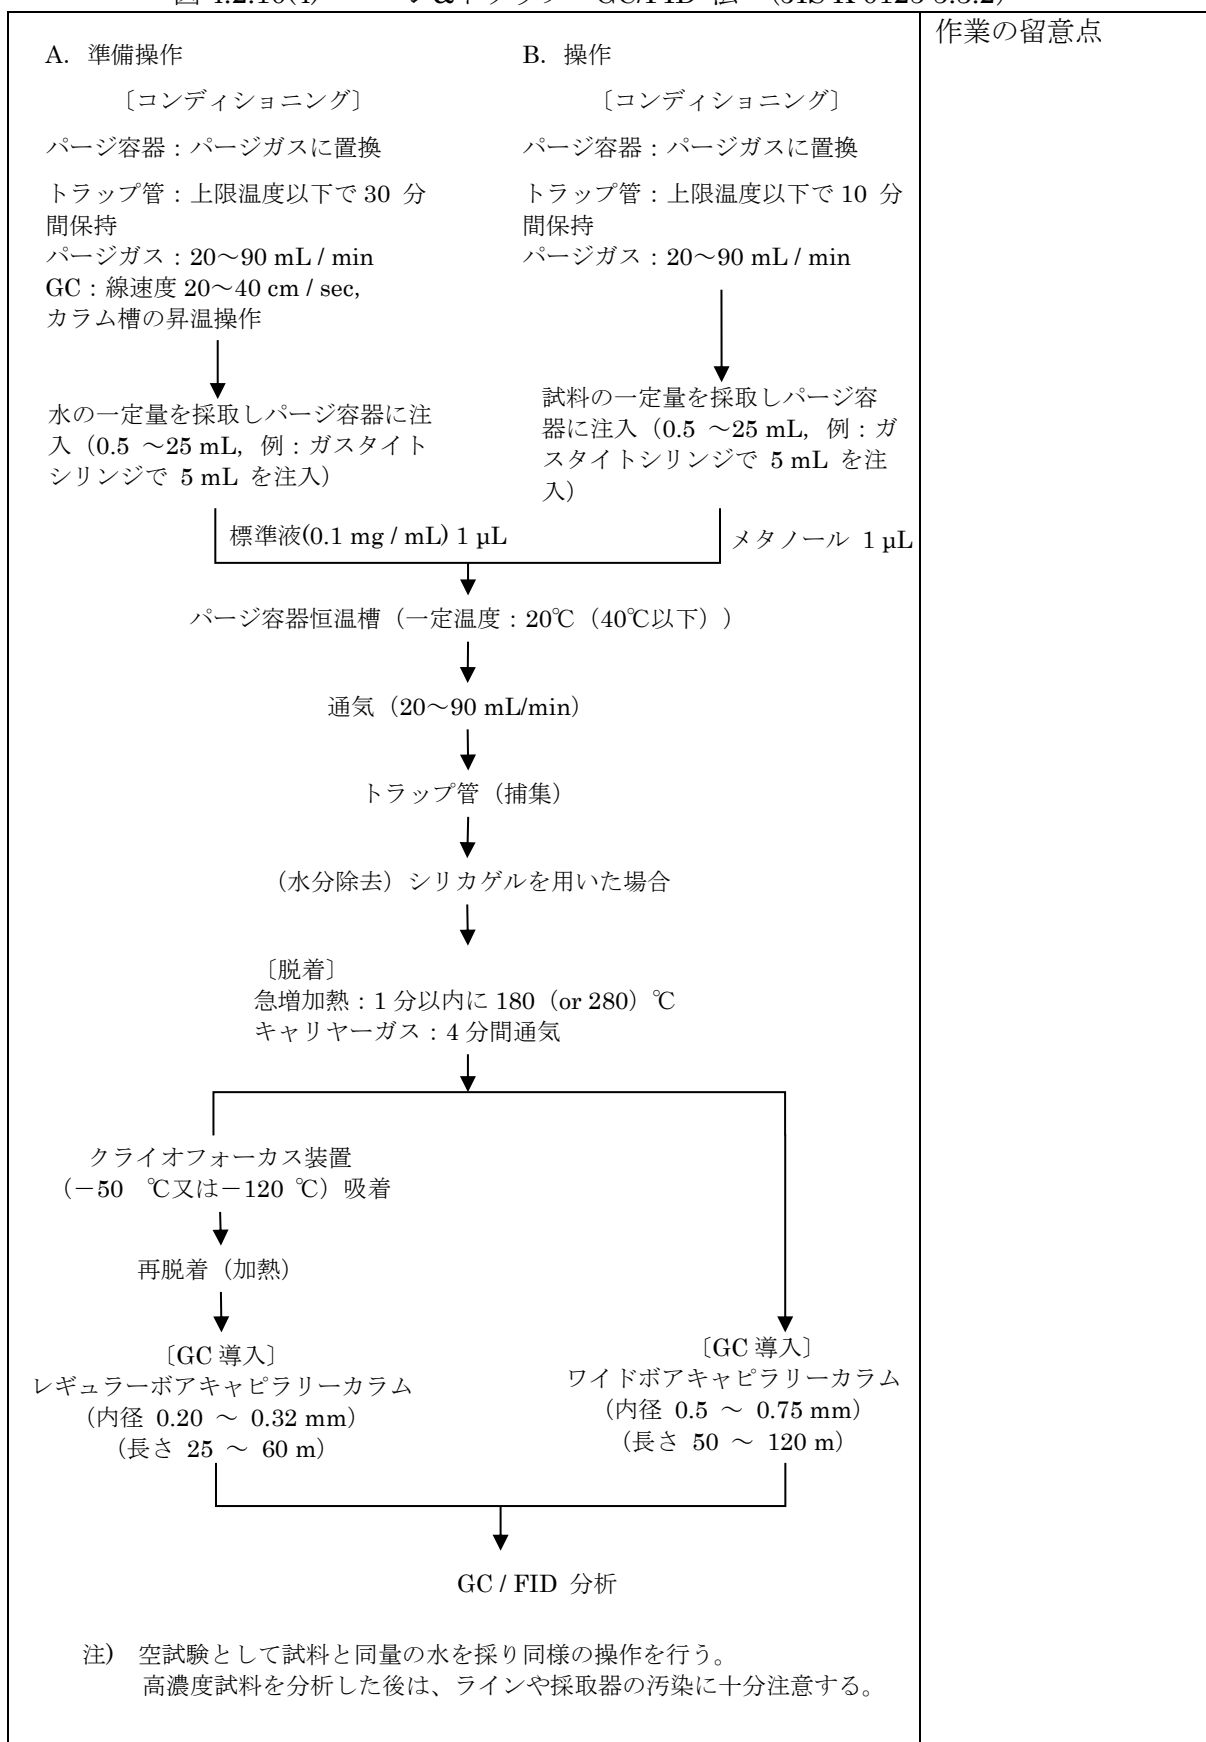 作業の留意点
A. 準備操作
〔コンディショニング〕
パージ容器：パージガスに置換
トラップ管：上限温度以下で 30 分
間保持
パージガス：20～90 mL / min
GC：線速度 20～40 cm / sec,
カラム槽の昇温操作
水の一定量を採取しパージ容器に注
入（0.5 ～25 mL, 例：ガスタイト
シリンジで 5 mL を注入）
標準液(0.1 mg / mL) 1 µL
B. 操作
〔コンディショニング〕
パージ容器：パージガスに置換
トラップ管：上限温度以下で 10 分
間保持
パージガス：20～90 mL / min
試料の一定量を採取しパージ容
器に注入（0.5 ～25 mL, 例：ガ
スタイトシリンジで 5 mL を注
入）
メタノール 1 µL
パージ容器恒温槽（一定温度：20℃（40℃以下））
通気（20～90 mL/min）
トラップ管（捕集）
（水分除去）シリカゲルを用いた場合
〔脱着〕
急増加熱：1 分以内に 180（or 280）℃
キャリヤーガス：4 分間通気
クライオフォーカス装置
（－50 ℃又は－120 ℃）吸着
再脱着（加熱）
〔GC 導入〕
レギュラーボアキャピラリーカラム
（内径 0.20 ～ 0.32 mm）
（長さ 25 ～ 60 m）
〔GC 導入〕
ワイドボアキャピラリーカラム
（内径 0.5 ～ 0.75 mm）
（長さ 50 ～ 120 m）
GC / FID 分析
注) 空試験として試料と同量の水を採り同様の操作を行う。
高濃度試料を分析した後は、ラインや採取器の汚染に十分注意する。